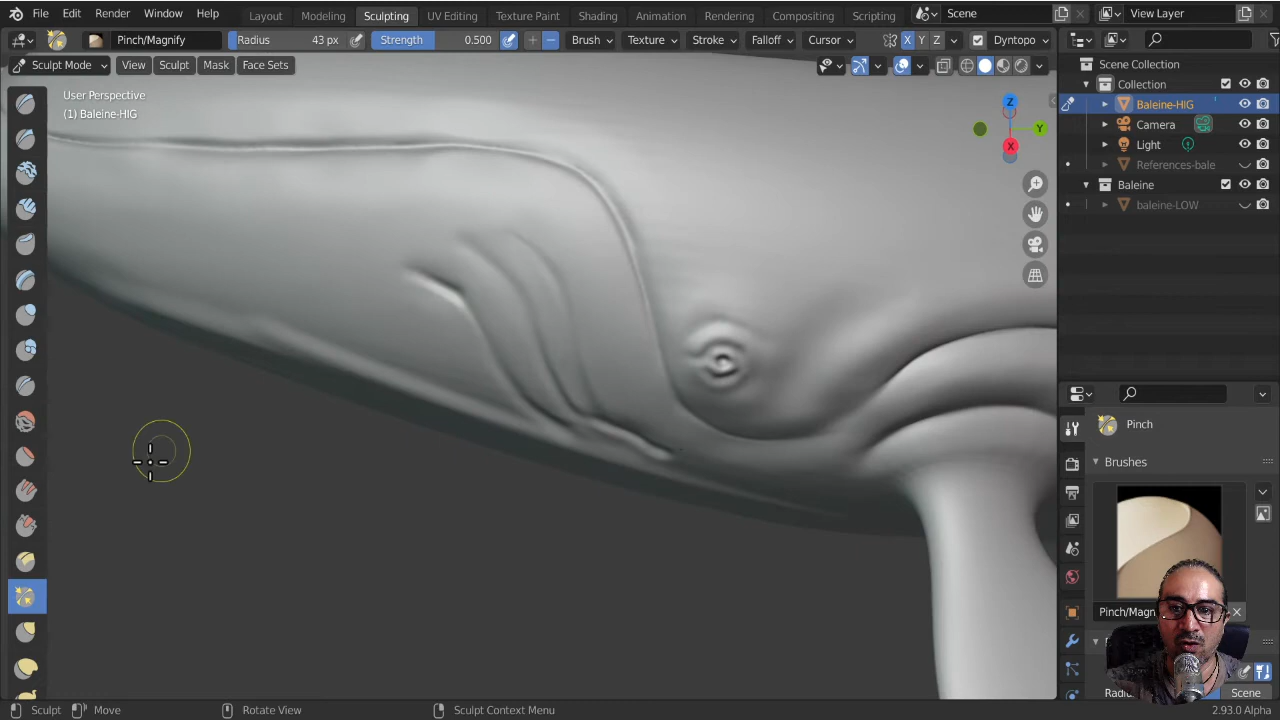 File Edit Render Window Help Layout Modeling Sculpting UV Editing Texture Paint Shading Animation Rendering Compositing Scripting Scene View Layer
Pinch/Magnify Radius 43 px Strength 0.500 Brush Texture Stroke Falloff Cursor X Y Z Dyntopo
Sculpt Mode View Sculpt Mask Face Sets
Scene Collection
Collection
Baleine-HIG
Camera
Light
References-bale
Baleine
baleine-LOW
User Perspective
(1) Baleine-HIG
Z
Y
X
Pinch
Brushes
Pinch/Magn
Radiu
Scene
Sculpt Move Rotate View Sculpt Context Menu 2.93.0 Alpha